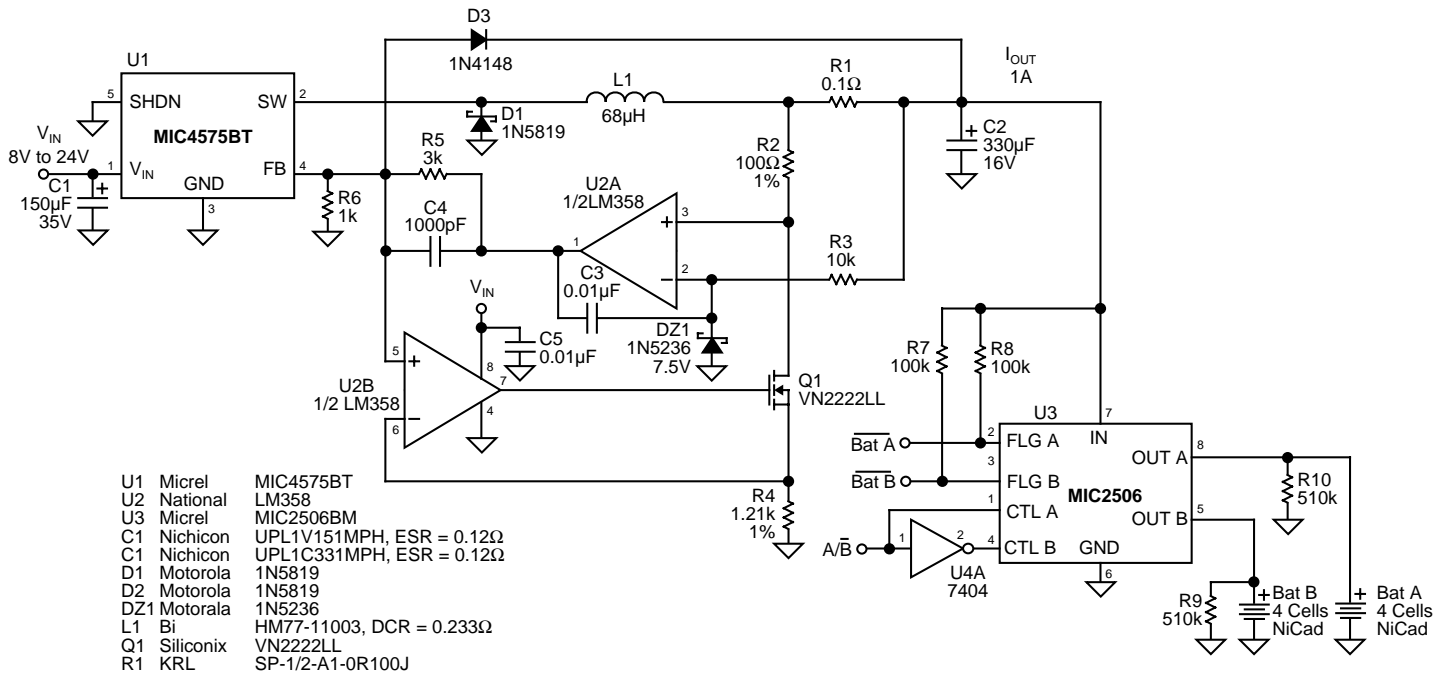 D3
1N4148
U1
5
SHDN
SW
2
MIC4575BT
VIN
8V to 24V
1
VIN
FB
4
GND
3
C1
150µF
35V
+
R6
1k
D1
1N5819
L1
68µH
R1
0.1Ω
IOUT
1A
R5
3k
C4
1000pF
R2
100Ω
1%
+
C2
330µF
16V
U2A
1/2LM358
3
+
1
2
–
R3
10k
C3
0.01µF
VIN
C5
0.01µF
DZ1
1N5236
7.5V
5
+
8
7
4
6
–
U2B
1/2 LM358
Q1
VN2222LL
R4
1.21k
1%
R7
100k
R8
100k
U3
7
IN
Bat A
2
FLG A
3
Bat B
FLG B
MIC2506
1
CTL A
A/B
1
2
4
CTL B
U4A
7404
GND
6
8
OUT A
5
OUT B
R10
510k
R9
510k
+
Bat B
4 Cells
NiCad
+
Bat A
4 Cells
NiCad
U1 Micrel MIC4575BT
U2 National LM358
U3 Micrel MIC2506BM
C1 Nichicon UPL1V151MPH, ESR = 0.12Ω
C1 Nichicon UPL1C331MPH, ESR = 0.12Ω
D1 Motorola 1N5819
D2 Motorola 1N5819
DZ1 Motorala 1N5236
L1 Bi HM77-11003, DCR = 0.233Ω
Q1 Siliconix VN2222LL
R1 KRL SP-1/2-A1-0R100J